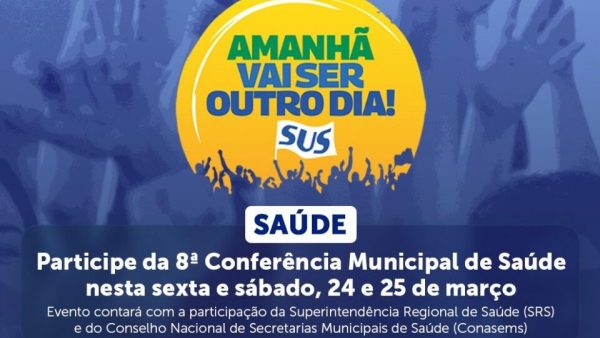 AMANHÃ
VAI SER
OUTRO DIA!
SUS
SAÚDE
Participe da 8ª Conferência Municipal de Saúde
nesta sexta e sábado, 24 e 25 de março
Evento contará com a participação da Superintendência Regional de Saúde (SRS)
e do Conselho Nacional de Secretarias Municipais de Saúde (Conasems)